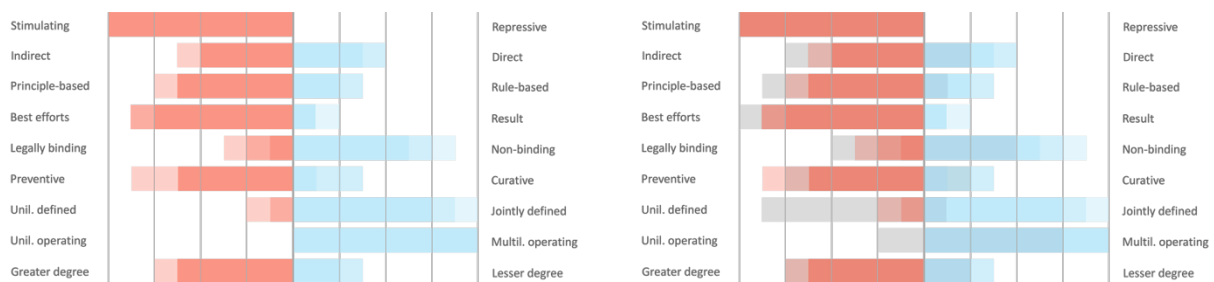 Stimulating Repressive Stimulating Repressive
Indirect Direct Indirect Direct
Principle-based Rule-based Principle-based Rule-based
Best efforts Result Best efforts Result
Legally binding Non-binding Legally binding Non-binding
Preventive Curative Preventive Curative
Unil. defined Jointly defined Unil. defined Jointly defined
Unil. operating Multil. operating Unil. operating Multil. operating
Greater degree Lesser degree Greater degree Lesser degree